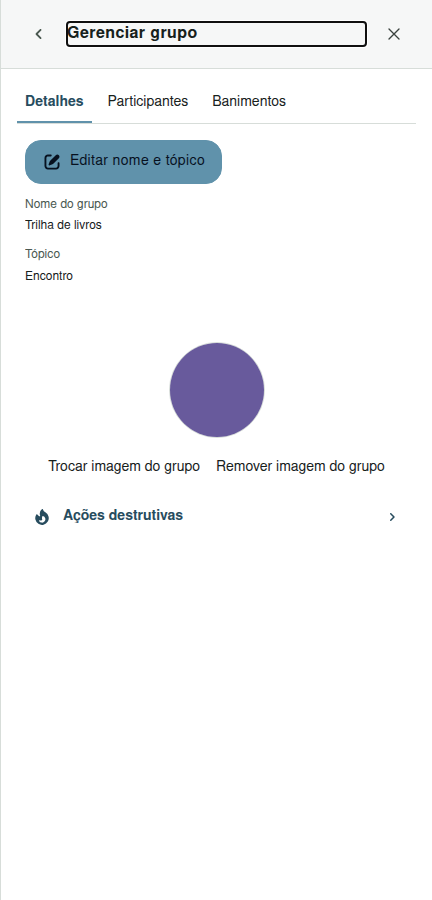 Gerenciar grupo
Detalhes Participantes Banimentos
Editar nome e tópico
Nome do grupo
Trilha de livros
Tópico
Encontro
Trocar imagem do grupo Remover imagem do grupo
Ações destrutivas